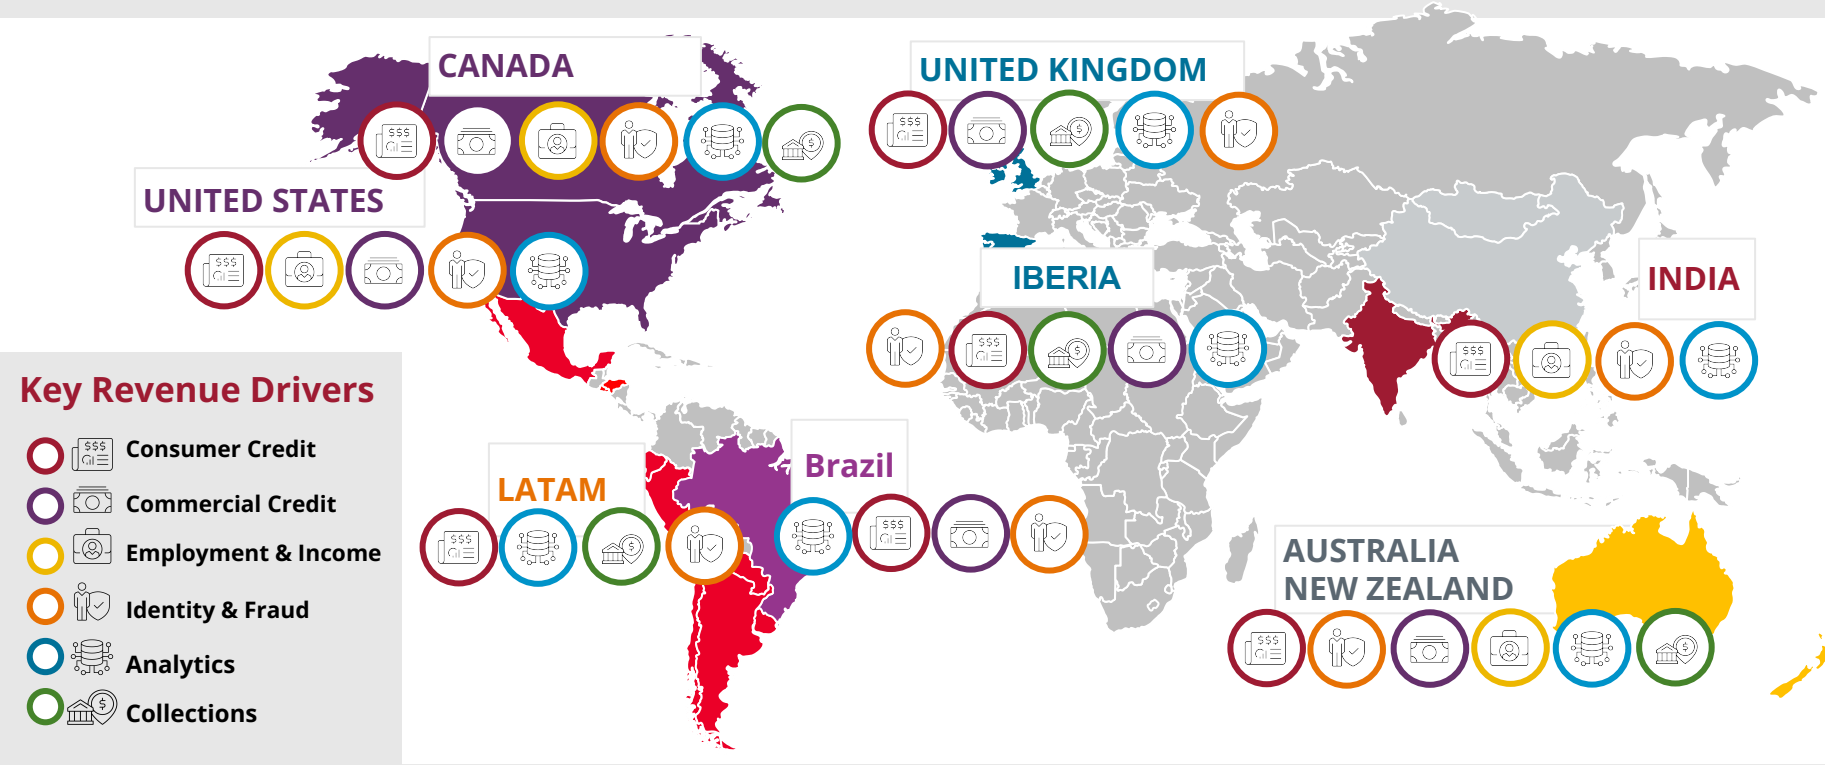 CANADA
UNITED KINGDOM
UNITED STATES
IBERIA
INDIA
Key Revenue Drivers
$$$ Consumer Credit
Commercial Credit
Employment & Income
Identity & Fraud
Analytics
$ Collections
Brazil
LATAM
AUSTRALIA
NEW ZEALAND